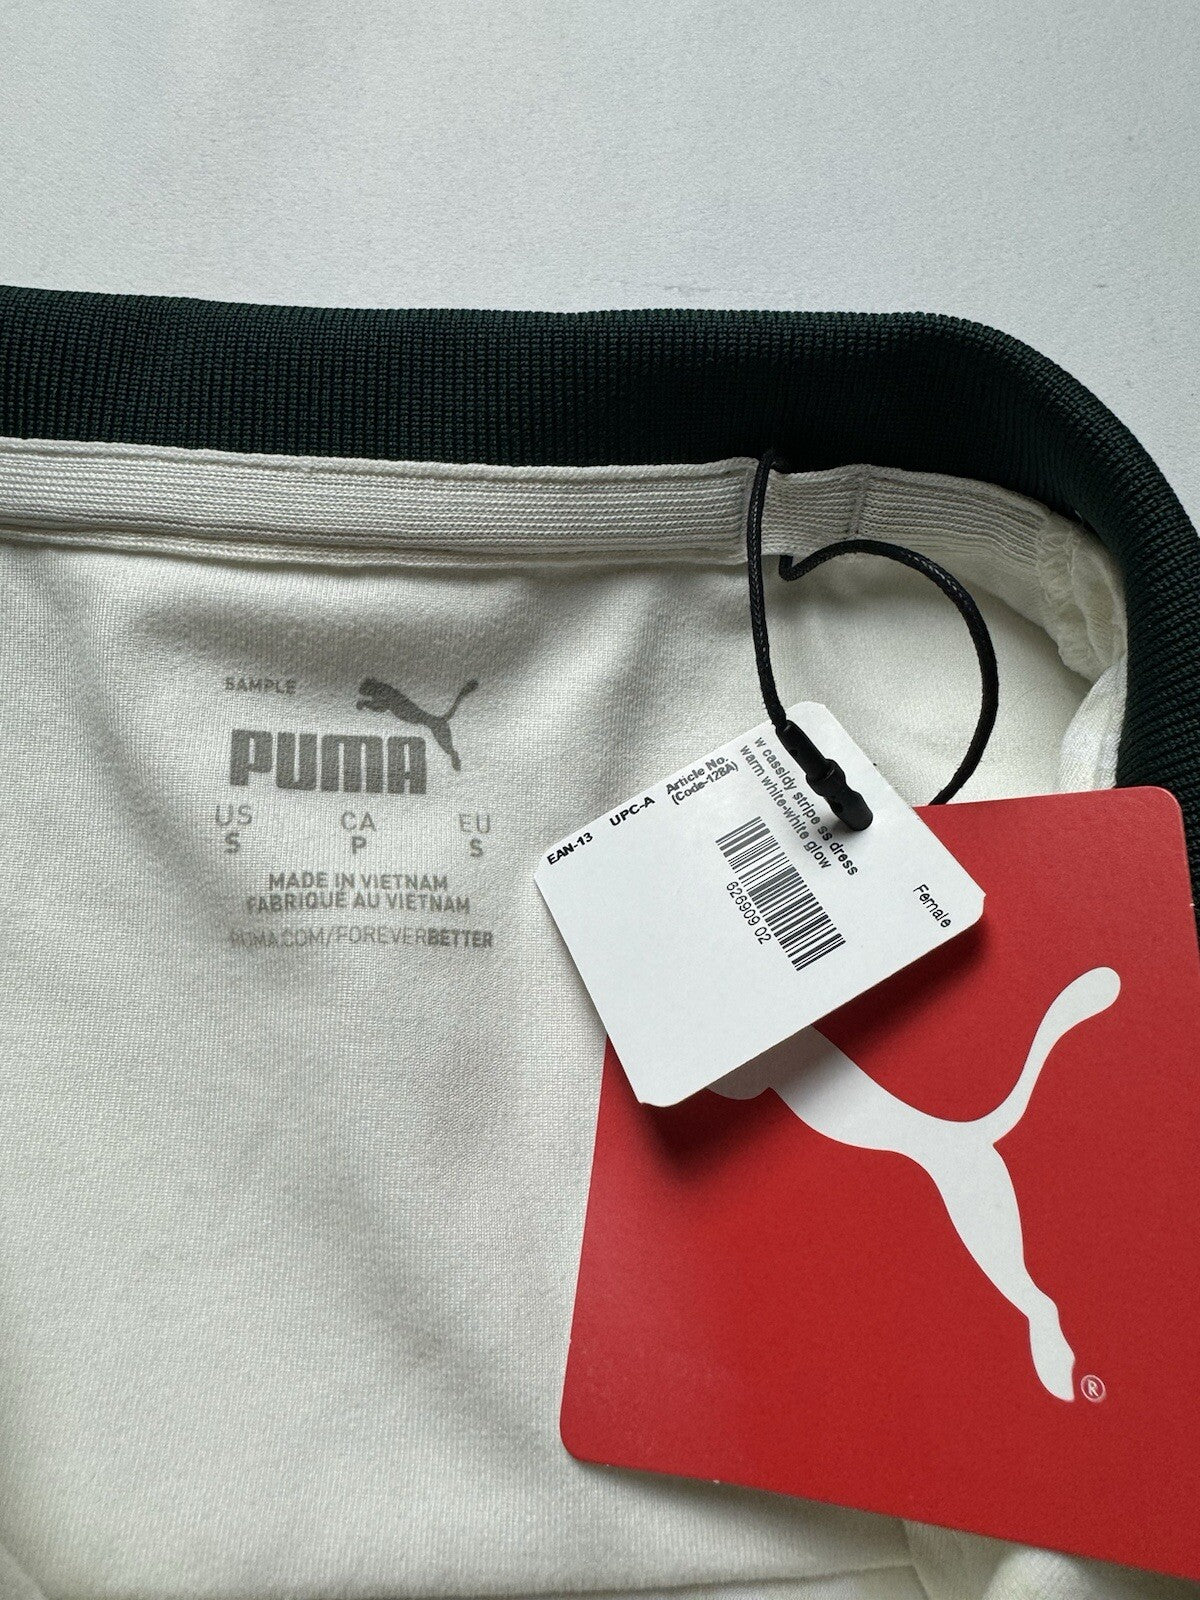 SAMPLE
PUMA
US CA EU
S P S
MADE IN VIETNAM
FABRIQUÉ AU VIETNAM
PUMA.COM/FOREVERBETTER
EAN-13
UPC-A
Article No.
(Code-128A)
w cassidy stripe ss dress
warm white-white glow
626909 02
Female
®